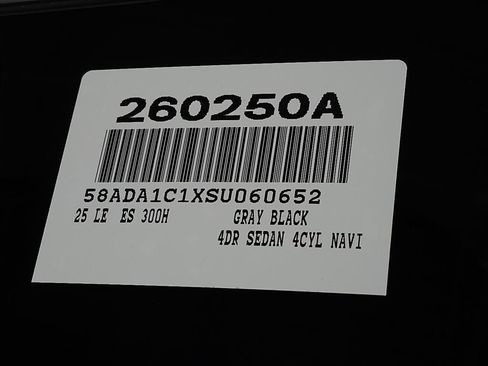 260250A
58ADA1C1XSU060652
25 LE ES 300H GRAY BLACK
4DR SEDAN 4CYL NAVI